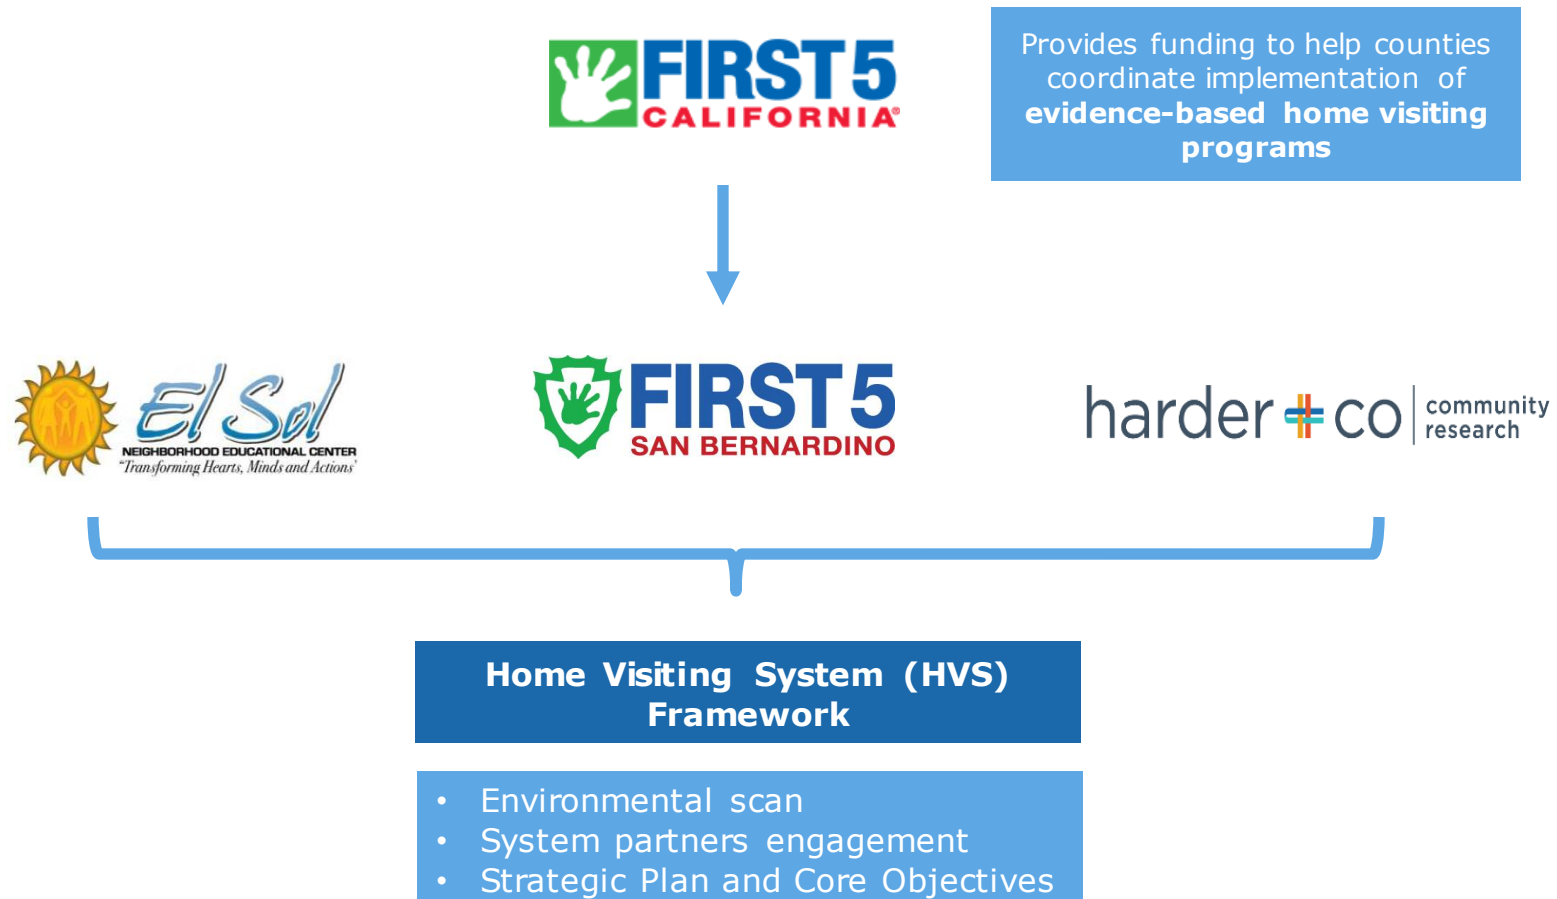 FIRST 5
CALIFORNIA®
Provides funding to help counties
coordinate implementation of
evidence-based home visiting
programs
El Sol
NEIGHBORHOOD EDUCATIONAL CENTER
"Transforming Hearts, Minds and Actions"
FIRST 5
SAN BERNARDINO
harder+co
community
research
Home Visiting System (HVS)
Framework
• Environmental scan
• System partners engagement
• Strategic Plan and Core Objectives